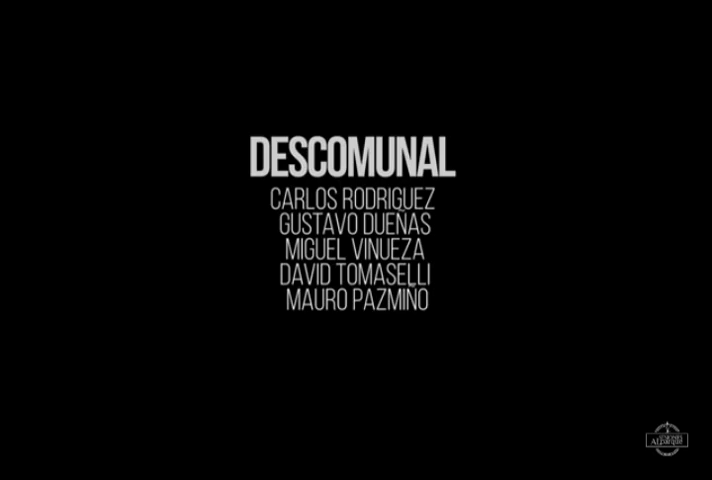 DESCOMUNAL
CARLOS RODRIGUEZ
GUSTAVO DUEÑAS
MIGUEL VINUEZA
DAVID TOMASELLI
MAURO PAZMIÑO